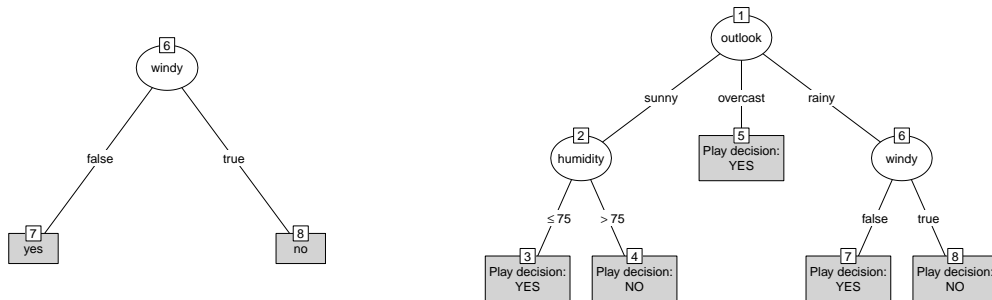 6
windy
false
true
7
yes
8
no
1
outlook
sunny
overcast
rainy
2
humidity
5
Play decision:
YES
6
windy
≤ 75
> 75
false
true
3
Play decision:
YES
4
Play decision:
NO
7
Play decision:
YES
8
Play decision:
NO